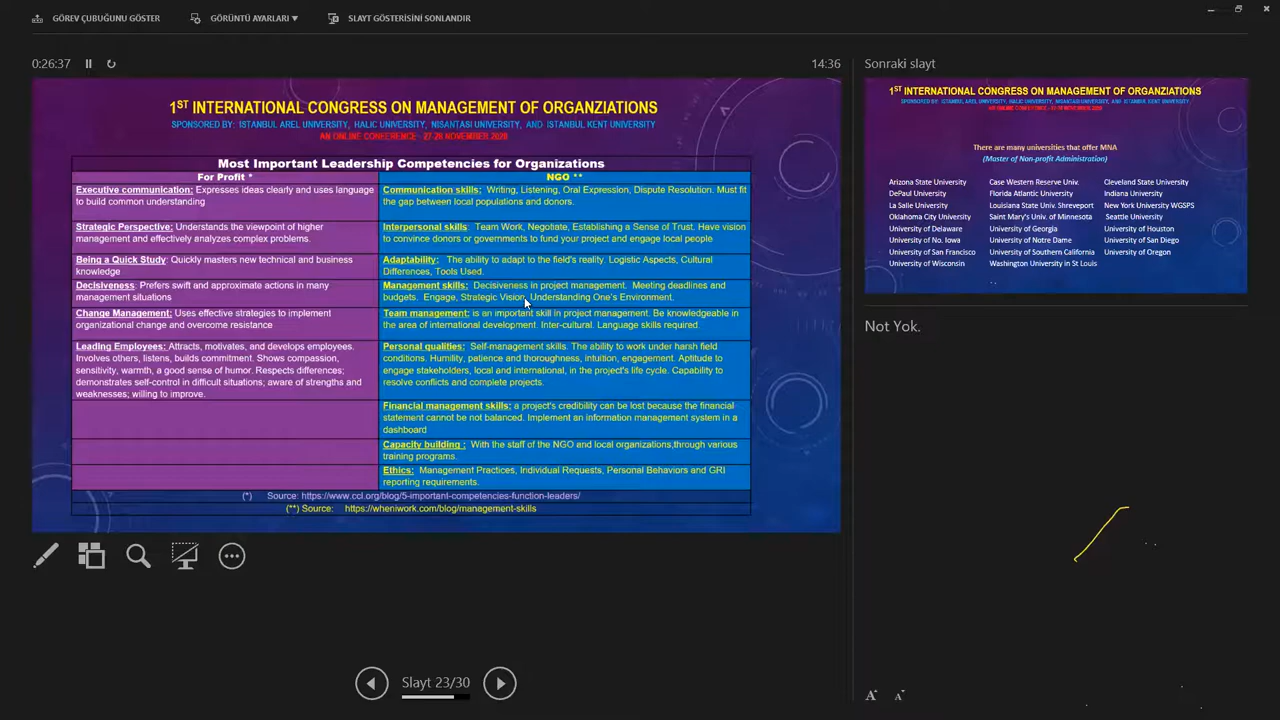 GÖREV ÇUBUĞUNU GÖSTER
GÖRÜNTÜ AYARLARI ▼
SLAYT GÖSTERİSİNİ SONLANDIR
0:26:37
14:36
1ST INTERNATIONAL CONGRESS ON MANAGEMENT OF ORGANZIATIONS
SPONSORED BY: ISTANBUL AREL UNIVERSITY, HALIC UNIVERSITY, NISANTASI UNIVERSITY, AND ISTANBUL KENT UNIVERSITY
AN ONLINE CONFERENCE- 27-28 NOVEMBER 2020
Most Important Leadership Competencies for Organizations
For Profit *
NGO **
Executive communication: Expresses ideas clearly and uses language
to build common understanding
Communication skills: Writing, Listening, Oral Expression, Dispute Resolution. Must fit
the gap between local populations and donors.
Strategic Perspective: Understands the viewpoint of higher
management and effectively analyzes complex problems.
Interpersonal skills: Team Work, Negotiate, Establishing a Sense of Trust. Have vision
to convince donors or governments to fund your project and engage local people
Being a Quick Study: Quickly masters new technical and business
knowledge
Adaptability: The ability to adapt to the field's reality. Logistic Aspects, Cultural
Differences, Tools Used.
Decisiveness: Prefers swift and approximate actions in many
management situations
Management skills: Decisiveness in project management. Meeting deadlines and
budgets. Engage, Strategic Vision, Understanding One's Environment.
Change Management: Uses effective strategies to implement
organizational change and overcome resistance
Team management: is an important skill in project management. Be knowledgeable in
the area of international development. Inter-cultural. Language skills required.
Leading Employees: Attracts, motivates, and develops employees.
Involves others, listens, builds commitment. Shows compassion,
sensitivity, warmth, a good sense of humor. Respects differences;
demonstrates self-control in difficult situations; aware of strengths and
weaknesses; willing to improve.
Personal qualities: Self-management skills. The ability to work under harsh field
conditions. Humility, patience and thoroughness, intuition, engagement. Aptitude to
engage stakeholders, local and international, in the project's life cycle. Capability to
resolve conflicts and complete projects.
Financial management skills: a project's credibility can be lost because the financial
statement cannot be not balanced. Implement an information management system in a
dashboard
Capacity building : With the staff of the NGO and local organizations,through various
training programs.
Ethics: Management Practices, Individual Requests, Personal Behaviors and GRI
reporting requirements.
(*) Source: https://www.ccl.org/blog/5-important-competencies-function-leaders/
(**) Source: https://wheniwork.com/blog/management-skills
Slayt 23/30
Sonraki slayt
1ST INTERNATIONAL CONGRESS ON MANAGEMENT OF ORGANZIATIONS
SPONSORED BY: ISTANBUL AREL UNIVERSITY, HALIC UNIVERSITY, NISANTASI UNIVERSITY, AND ISTANBUL KENT UNIVERSITY
AN ONLINE CONFERENCE- 27-28 NOVEMBER 2020
There are many universities that offer MNA
(Master of Non-profit Administration)
Arizona State University Case Western Reserve Univ. Cleveland State University
DePaul University Florida Atlantic University Indiana University
La Salle University Louisiana State Univ. Shreveport New York University WGSPS
Oklahoma City University Saint Mary's Univ. of Minnesota Seattle University
University of Delaware University of Georgia University of Houston
University of No. Iowa University of Notre Dame University of San Diego
University of San Francisco University of Southern California University of Oregon
University of Wisconsin Washington University in St Louis
Not Yok.
A A